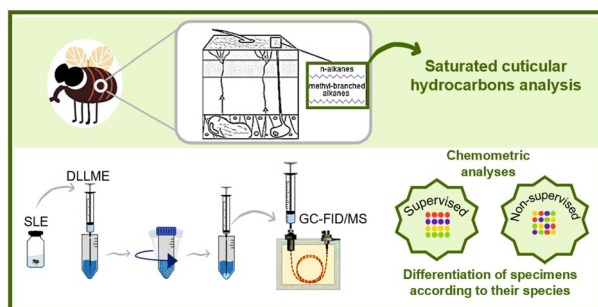 n-alkanes
methyl-branched
alkanes
Saturated cuticular
hydrocarbons analysis
DLLME
SLE
GC-FID/MS
Chemometric
analyses
Supervised
Non-supervised
Differentiation of specimens
according to their species